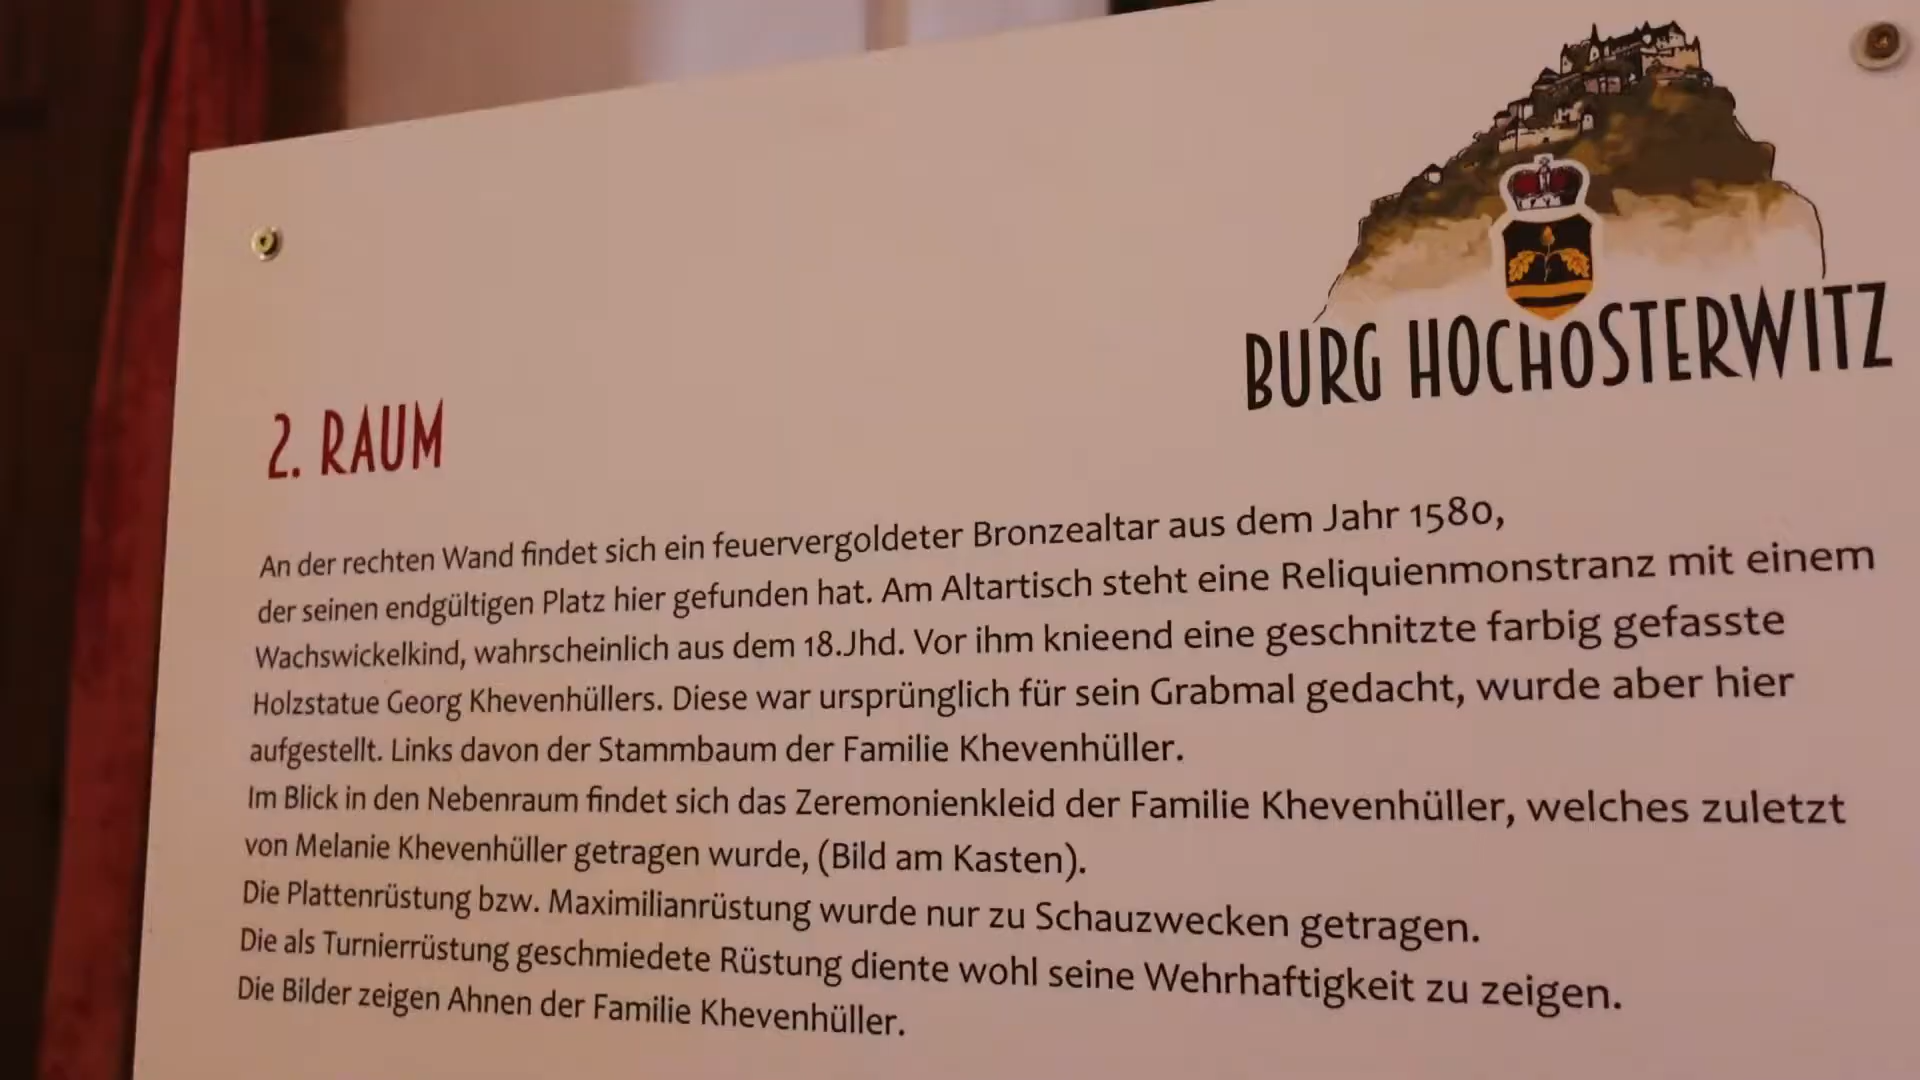 BURG HOCHOSTERWITZ
2. RAUM
An der rechten Wand findet sich ein feuervergoldeter Bronzealtar aus dem Jahr 1580,
der seinen endgültigen Platz hier gefunden hat. Am Altartisch steht eine Reliquienmonstranz mit einem
Wachswickelkind, wahrscheinlich aus dem 18.Jhd. Vor ihm knieend eine geschnitzte farbig gefasste
Holzstatue Georg Khevenhüllers. Diese war ursprünglich für sein Grabmal gedacht, wurde aber hier
aufgestellt. Links davon der Stammbaum der Familie Khevenhüller.
Im Blick in den Nebenraum findet sich das Zeremonienkleid der Familie Khevenhüller, welches zuletzt
von Melanie Khevenhüller getragen wurde, (Bild am Kasten).
Die Plattenrüstung bzw. Maximilianrüstung wurde nur zu Schauzwecken getragen.
Die als Turnierrüstung geschmiedete Rüstung diente wohl seine Wehrhaftigkeit zu zeigen.
Die Bilder zeigen Ahnen der Familie Khevenhüller.